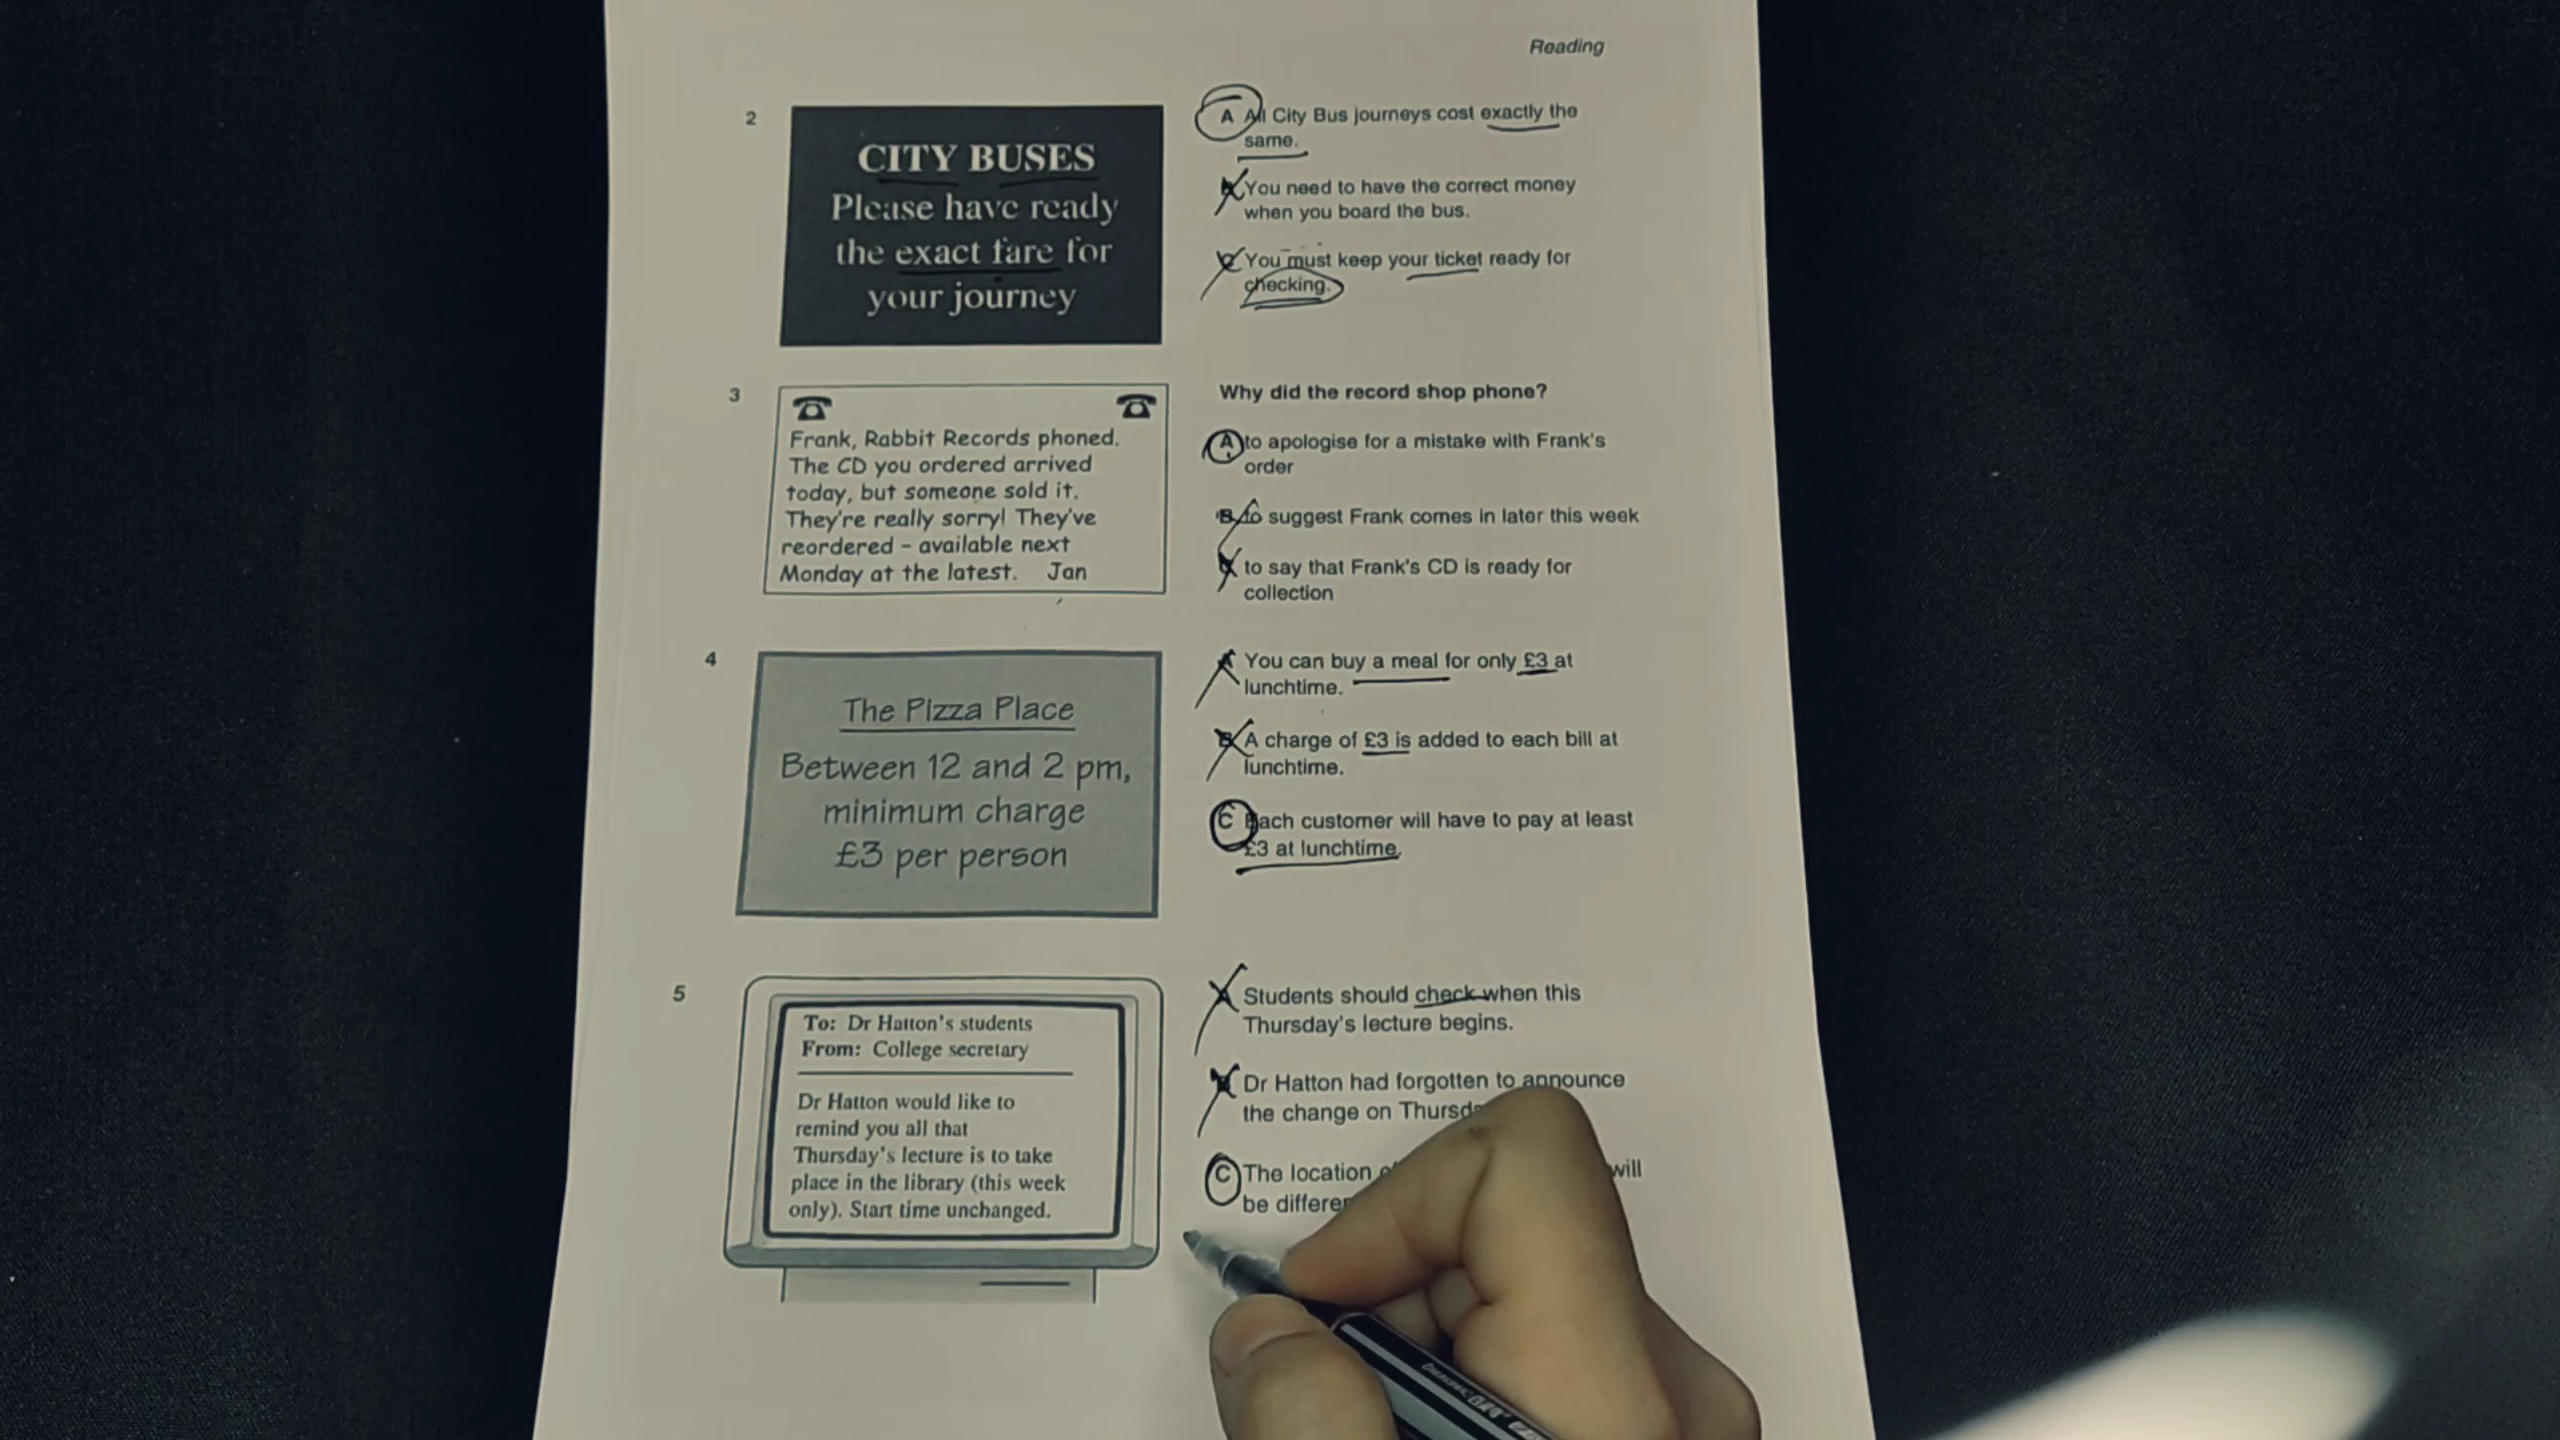 Reading
2
CITY BUSES
Please have ready
the exact fare for
your journey
A All City Bus journeys cost exactly the
same.
You need to have the correct money
when you board the bus.
C You must keep your ticket ready for
checking.
3
Frank, Rabbit Records phoned.
The CD you ordered arrived
today, but someone sold it.
They're really sorry! They've
reordered – available next
Monday at the latest. Jan
Why did the record shop phone?
A to apologise for a mistake with Frank's
order
B to suggest Frank comes in later this week
to say that Frank's CD is ready for
collection
4
The Pizza Place
Between 12 and 2 pm,
minimum charge
£3 per person
A You can buy a meal for only £3 at
lunchtime.
B A charge of £3 is added to each bill at
lunchtime.
C Each customer will have to pay at least
£3 at lunchtime.
5
To: Dr Hatton's students
From: College secretary
Dr Hatton would like to
remind you all that
Thursday's lecture is to take
place in the library (this week
only). Start time unchanged.
A Students should check when this
Thursday's lecture begins.
Dr Hatton had forgotten to announce
the change on
C The location will
be